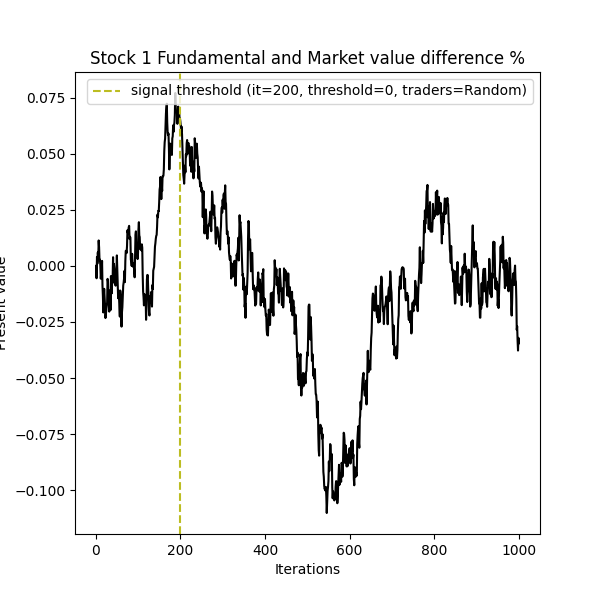 Stock 1 Fundamental and Market value difference %
signal threshold (it=200, threshold=0, traders=Random)
0.075
0.050
0.025
0.000
−0.025
−0.050
−0.075
−0.100
Present value
0 200 400 600 800 1000
Iterations